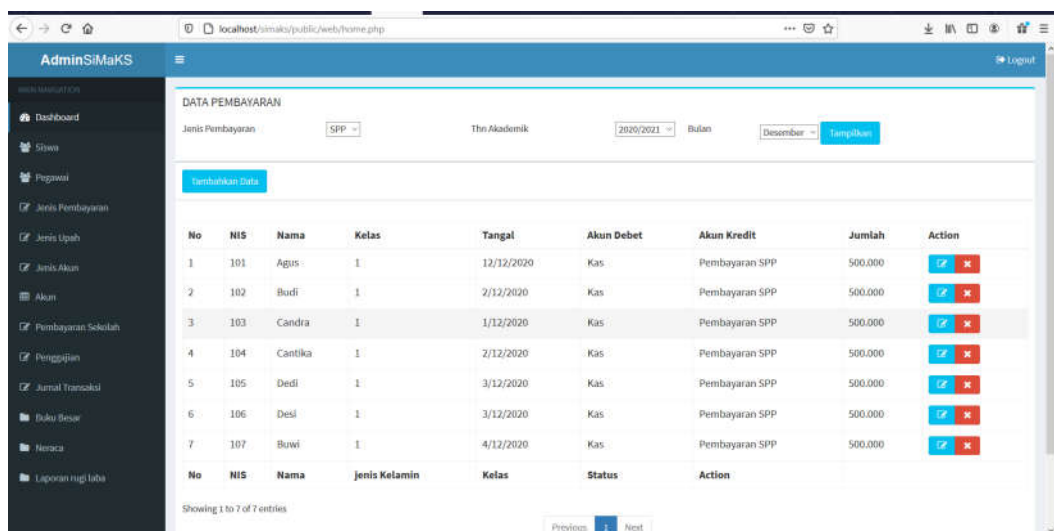 localhost/simaks/public/web/home.php
AdminSiMaKS
Logout
MAIN NAVIGATION
Dashboard
Siswa
Pegawai
Jenis Pembayaran
Jenis Upah
Jenis Akun
Akun
Pembayaran Sekolah
Penggajian
Jurnal Transaksi
Buku Besar
Neraca
Laporan rugi laba
DATA PEMBAYARAN
Jenis Pembayaran SPP Thn Akademik 2020/2021 Bulan Desember Tampilkan
Tambahkan Data
No NIS Nama Kelas Tangal Akun Debet Akun Kredit Jumlah Action
1 101 Agus 1 12/12/2020 Kas Pembayaran SPP 500.000
2 102 Budi 1 2/12/2020 Kas Pembayaran SPP 500.000
3 103 Candra 1 1/12/2020 Kas Pembayaran SPP 500.000
4 104 Cantika 1 2/12/2020 Kas Pembayaran SPP 500.000
5 105 Dedi 1 3/12/2020 Kas Pembayaran SPP 500.000
6 106 Desi 1 3/12/2020 Kas Pembayaran SPP 500.000
7 107 Buwi 1 4/12/2020 Kas Pembayaran SPP 500.000
No NIS Nama jenis Kelamin Kelas Status Action
Showing 1 to 7 of 7 entries
Previous 1 Next